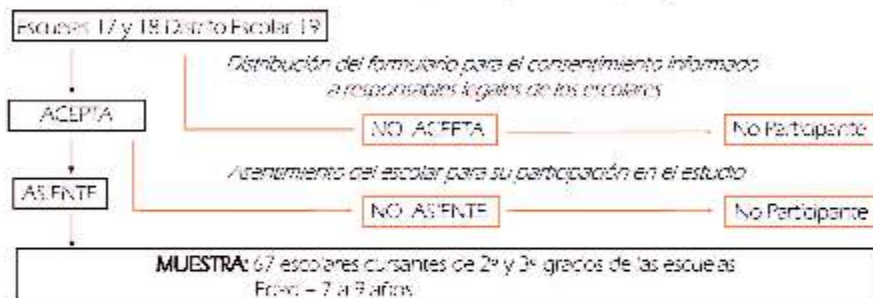 Escuelas 17 y 18 Distrito Escolar 19
Distribución del formulario para el consentimiento informado
a responsables legales de los escolares
ACEPTA
NO ACEPTA
No Participante
Asentimiento del escolar para su participación en el estudio
ASIENTE
NO ASIENTE
No Participante
MUESTRA: 67 escolares cursantes de 2º y 3º grados de las escuelas
Edad = 7 a 9 años